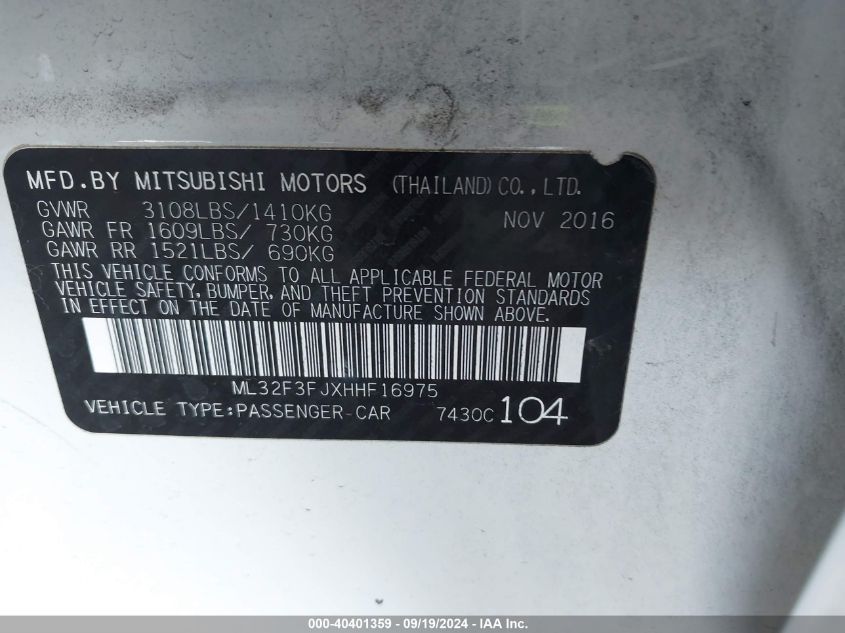 MFD.BY MITSUBISHI MOTORS (THAILAND) CO., LTD.
GVWR 3108LBS/1410KG NOV 2016
GAWR FR 1609LBS/ 730KG
GAWR RR 1521LBS/ 690KG
THIS VEHICLE CONFORMS TO ALL APPLICABLE FEDERAL MOTOR
VEHICLE SAFETY, BUMPER, AND THEFT PREVENTION STANDARDS
IN EFFECT ON THE DATE OF MANUFACTURE SHOWN ABOVE.
ML32F3FJXHHF16975
VEHICLE TYPE:PASSENGER-CAR 7430C 104
000-40401359 - 09/19/2024 - IAA Inc.